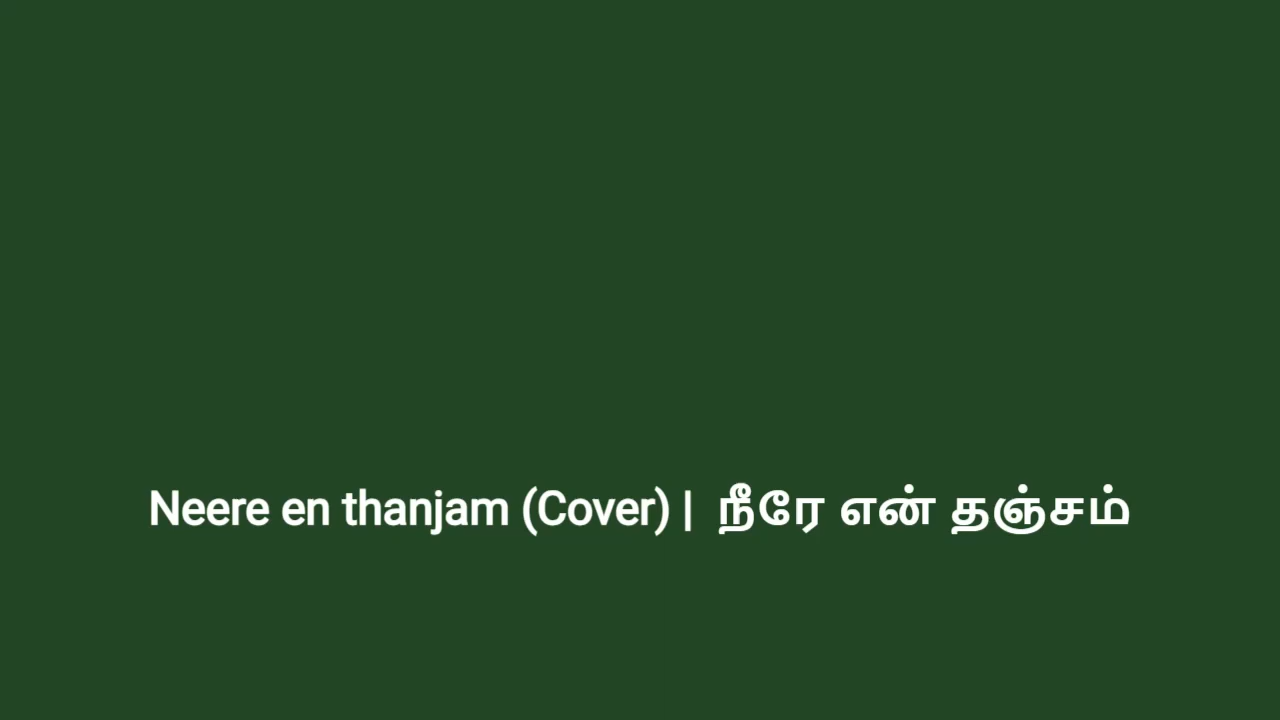 Neere en thanjam (Cover) | நீரே என் தஞ்சம்